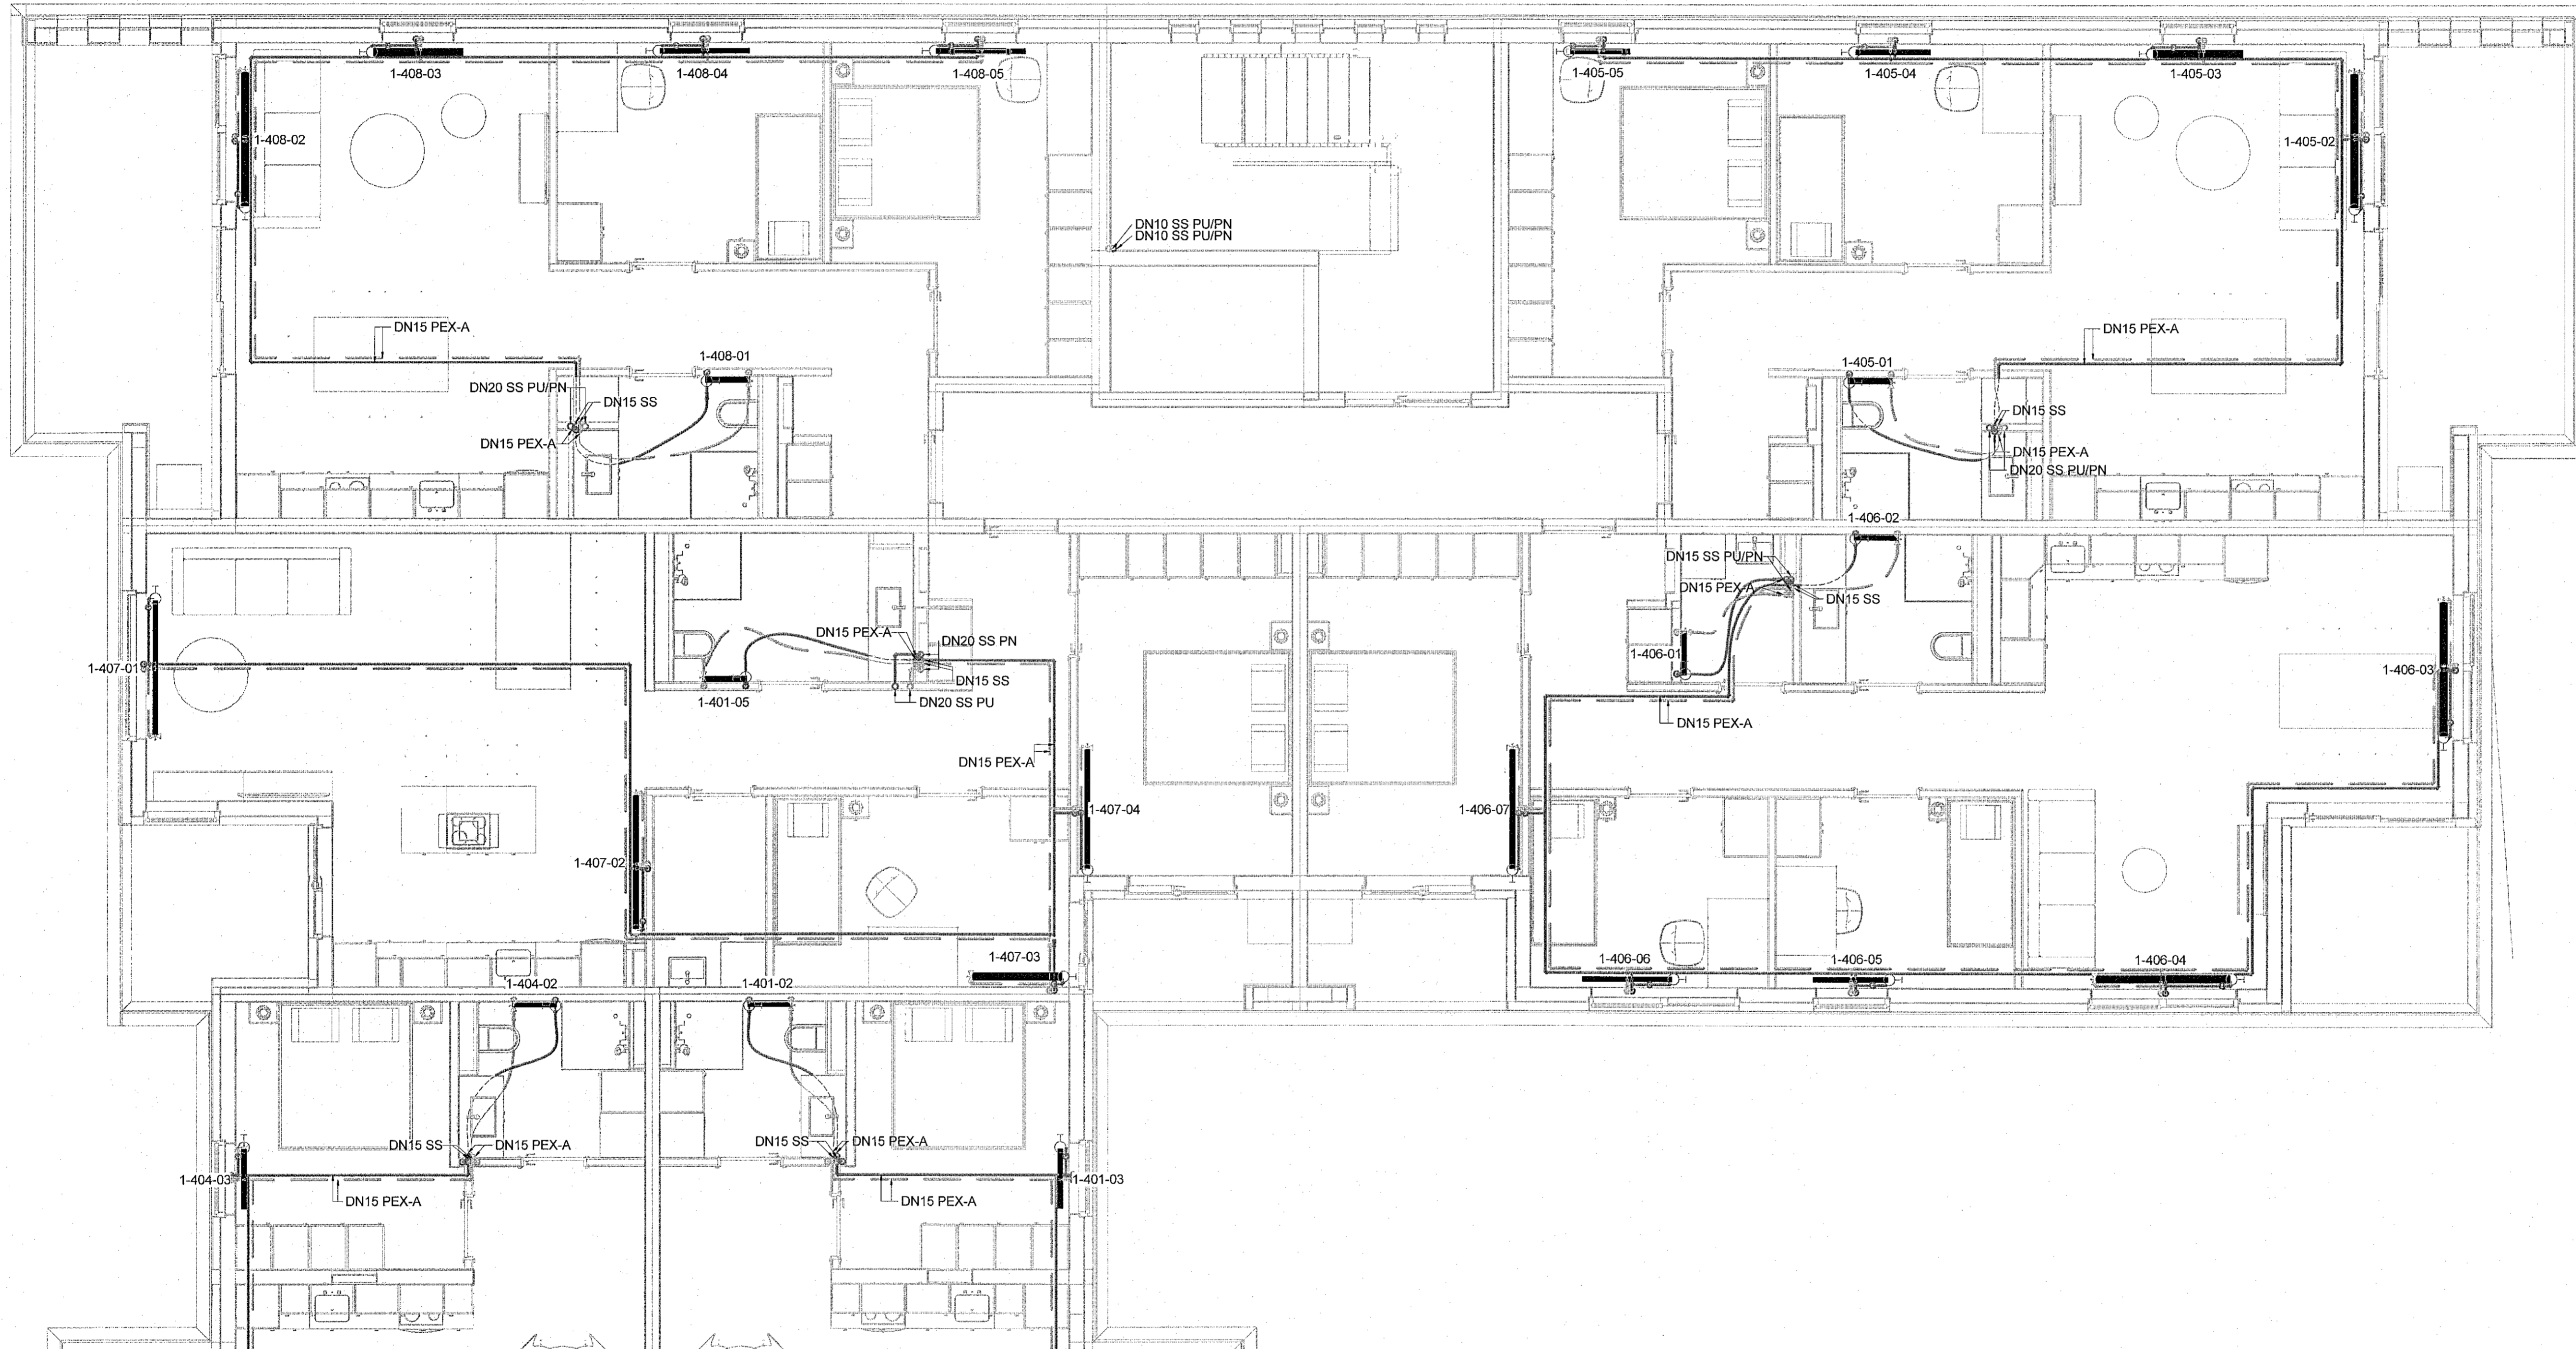 1-408-03
1-408-04
1-408-05
1-405-05
1-405-04
1-405-03
1-408-02
1-405-02
DN10 SS PU/PN
DN10 SS PU/PN
DN15 PEX-A
DN15 PEX-A
1-408-01
1-405-01
DN20 SS PU/PN
DN15 SS
DN15 PEX-A
DN15 SS
DN15 PEX-A
DN20 SS PU/PN
1-406-02
DN15 SS PU/PN
DN15 PEX-A
DN15 SS
DN15 PEX-A
DN20 SS PN
DN15 SS
DN20 SS PU
1-407-01
1-401-05
1-406-01
1-406-03
DN15 PEX-A
DN15 PEX-A
1-407-04
1-406-07
1-407-02
1-407-03
1-406-06
1-406-05
1-406-04
1-404-02
1-401-02
DN15 SS
DN15 PEX-A
DN15 SS
DN15 PEX-A
1-404-03
1-401-03
DN15 PEX-A
DN15 PEX-A